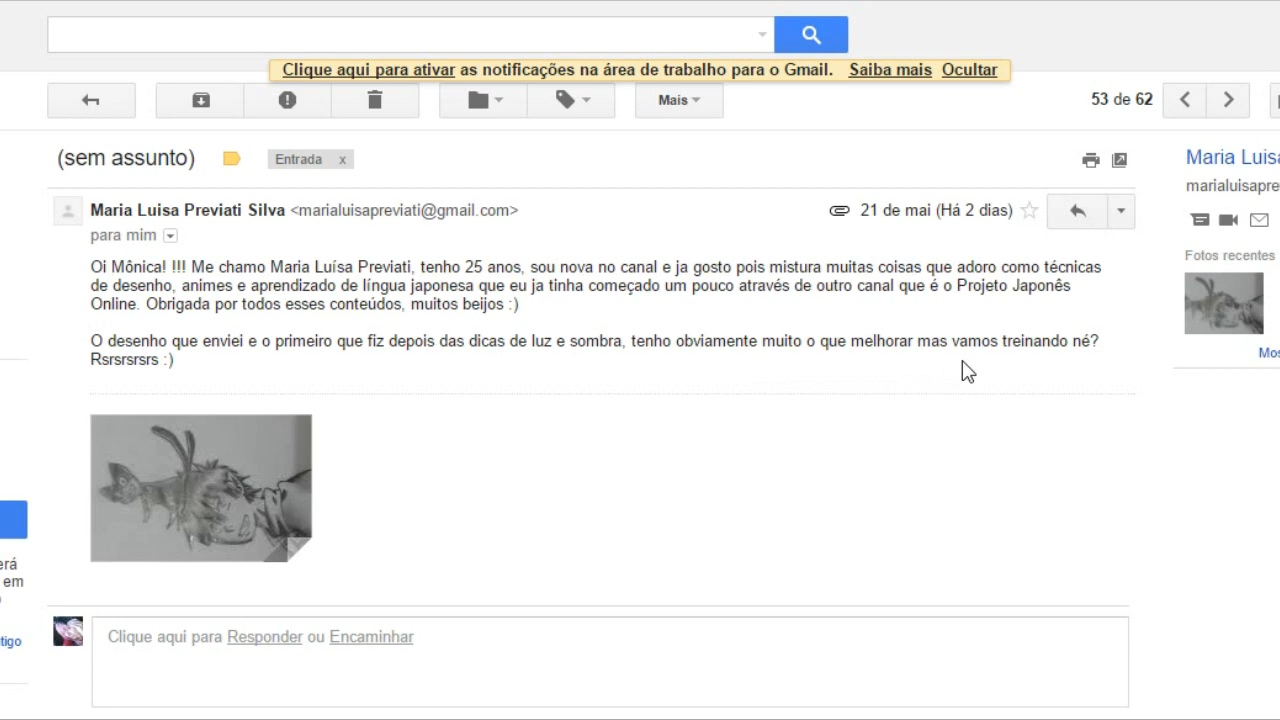 Clique aqui para ativar as notificações na área de trabalho para o Gmail. Saiba mais Ocultar
Mais
53 de 62
(sem assunto)
Entrada x
Maria Luisa Previati Silva <marialuisapreviati@gmail.com>
21 de mai (Há 2 dias)
para mim
Oi Mônica! !!! Me chamo Maria Luísa Previati, tenho 25 anos, sou nova no canal e ja gosto pois mistura muitas coisas que adoro como técnicas
de desenho, animes e aprendizado de língua japonesa que eu ja tinha começado um pouco através de outro canal que é o Projeto Japonês
Online. Obrigada por todos esses conteúdos, muitos beijos :)
O desenho que enviei e o primeiro que fiz depois das dicas de luz e sombra, tenho obviamente muito o que melhorar mas vamos treinando né?
Rsrsrsrsrs :)
Clique aqui para Responder ou Encaminhar
Maria Luis
marialuisapre
Fotos recentes
Mos
erá
em
tigo